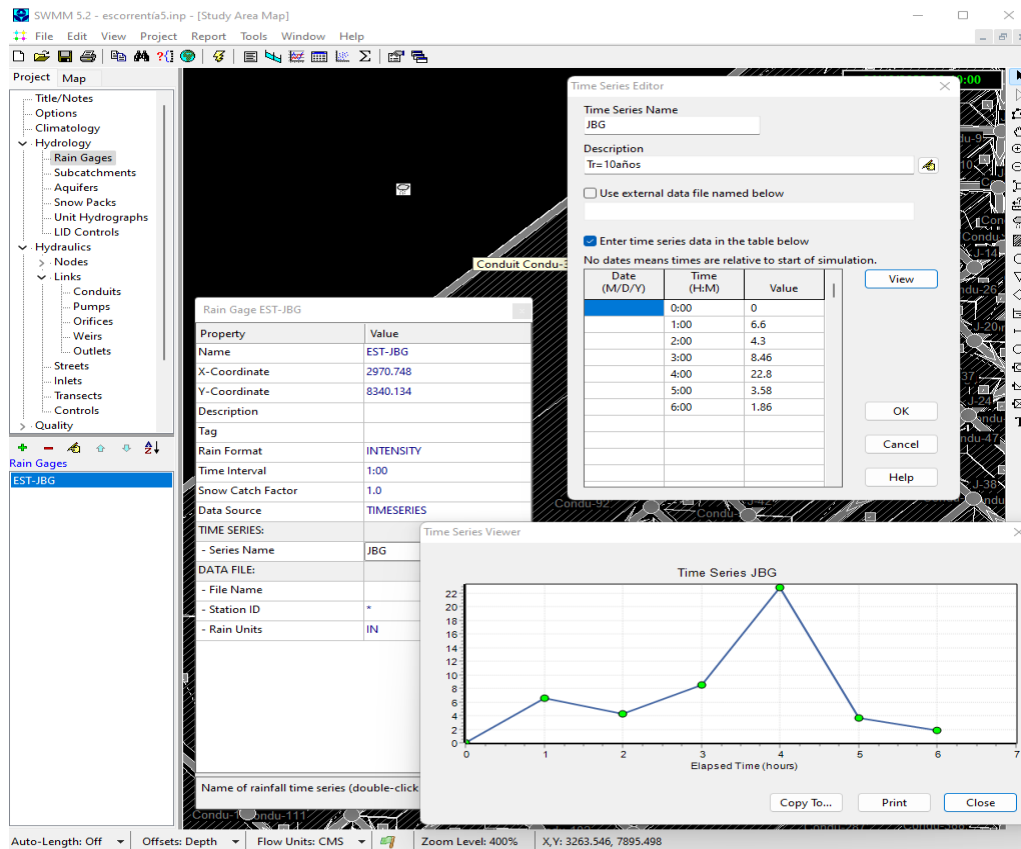 SWMM 5.2 - escorrentía5.inp - [Study Area Map]
File Edit View Project Report Tools Window Help
Project Map
Title/Notes
Options
Climatology
Hydrology
Rain Gages
Subcatchments
Aquifers
Snow Packs
Unit Hydrographs
LID Controls
Hydraulics
Nodes
Links
Conduits
Pumps
Orifices
Weirs
Outlets
Streets
Inlets
Transects
Controls
Quality
Rain Gages
EST-JBG
Conduit Condu-3
Rain Gage EST-JBG
Property Value
Name EST-JBG
X-Coordinate 2970.748
Y-Coordinate 8340.134
Description
Tag
Rain Format INTENSITY
Time Interval 1:00
Snow Catch Factor 1.0
Data Source TIMESERIES
TIME SERIES:
- Series Name JBG
DATA FILE:
- File Name
- Station ID *
- Rain Units IN
Name of rainfall time series (double-click
Time Series Editor
Time Series Name
JBG
Description
Tr=10años
Use external data file named below
Enter time series data in the table below
No dates means times are relative to start of simulation.
Date (M/D/Y) Time (H:M) Value
0:00 0
1:00 6.6
2:00 4.3
3:00 8.46
4:00 22.8
5:00 3.58
6:00 1.86
View
OK
Cancel
Help
J-14
J-24
J-38
Condu-92
Time Series Viewer
Time Series JBG
22
20
18
16
14
12
10
8
6
4
2
0
0 1 2 3 4 5 6 7
Elapsed Time (hours)
Copy To... Print Close
Condu-111
Auto-Length: Off Offsets: Depth Flow Units: CMS Zoom Level: 400% X,Y: 3263.546, 7895.498